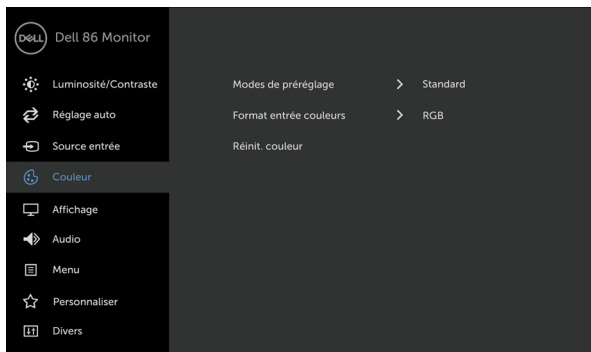 DELL Dell 86 Monitor
Luminosité/Contraste
Modes de préréglage Standard
Réglage auto
Format entrée couleurs RGB
Source entrée
Réinit. couleur
Couleur
Affichage
Audio
Menu
Personnaliser
Divers